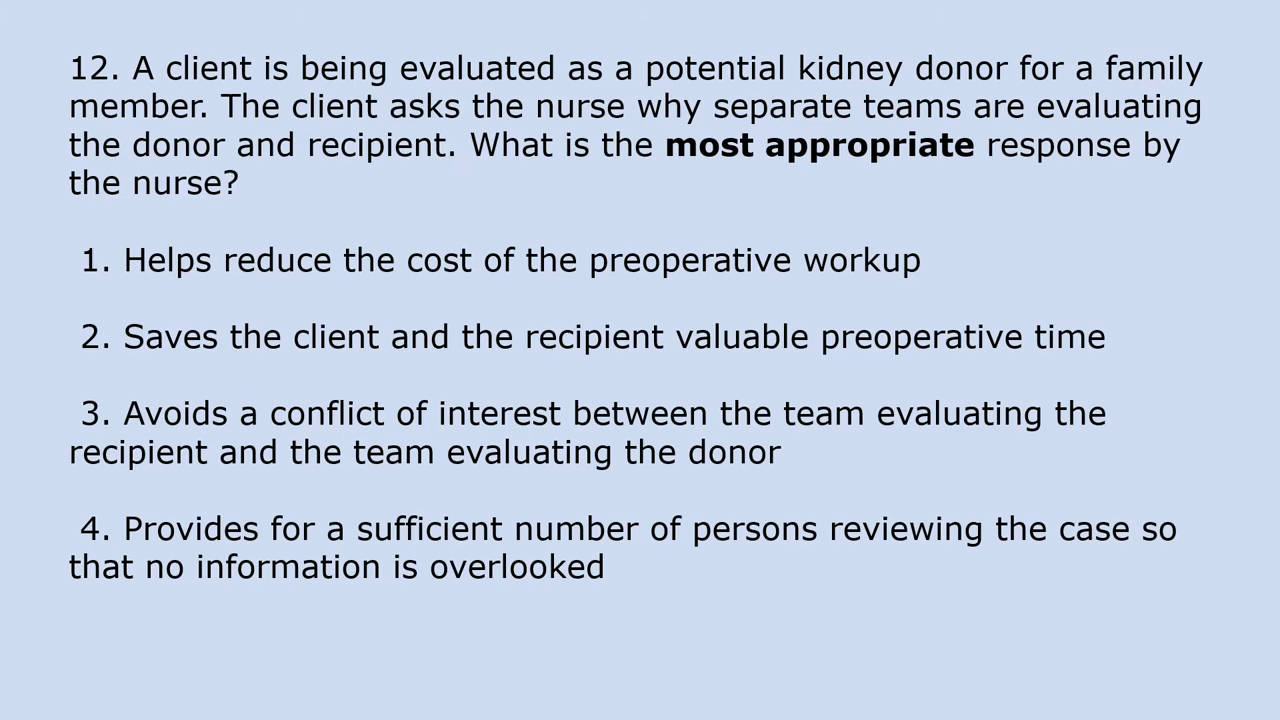 12. A client is being evaluated as a potential kidney donor for a family
member. The client asks the nurse why separate teams are evaluating
the donor and recipient. What is the most appropriate response by
the nurse?
1. Helps reduce the cost of the preoperative workup
2. Saves the client and the recipient valuable preoperative time
3. Avoids a conflict of interest between the team evaluating the
recipient and the team evaluating the donor
4. Provides for a sufficient number of persons reviewing the case so
that no information is overlooked